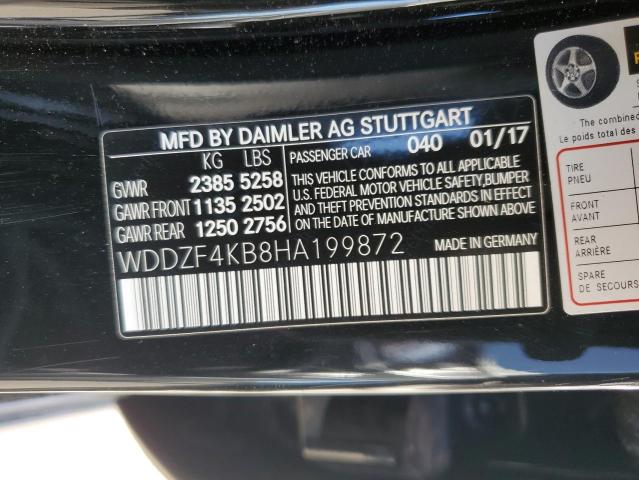 MFD BY DAIMLER AG STUTTGART
KG LBS
GVWR 2385 5258
GAWR FRONT 1135 2502
GAWR REAR 1250 2756
PASSENGER CAR 040 01/17
THIS VEHICLE CONFORMS TO ALL APPLICABLE
U.S. FEDERAL MOTOR VEHICLE SAFETY, BUMPER
AND THEFT PREVENTION STANDARDS IN EFFECT
ON THE DATE OF MANUFACTURE SHOWN ABOVE.
WDDZF4KB8HA199872
MADE IN GERMANY
The combined
Le poids total des
TIRE
PNEU
FRONT
AVANT
REAR
ARRIÈRE
SPARE
DE SECOURS